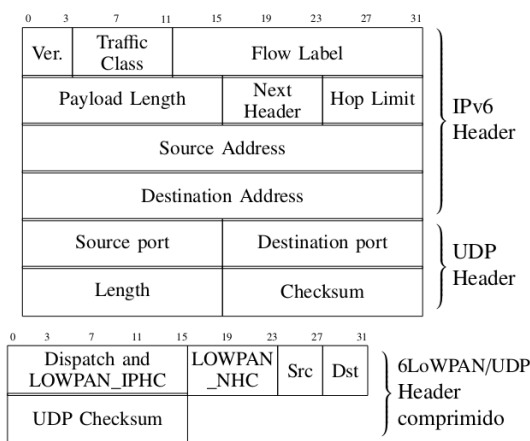 0 3 7 11 15 19 23 27 31
Ver. Traffic Class Flow Label
Payload Length Next Header Hop Limit
IPv6 Header
Source Address
Destination Address
Source port Destination port
UDP Header
Length Checksum
0 3 7 11 15 19 23 27 31
Dispatch and LOWPAN_IPHC LOWPAN _NHC Src Dst
6LoWPAN/UDP
Header
comprimido
UDP Checksum